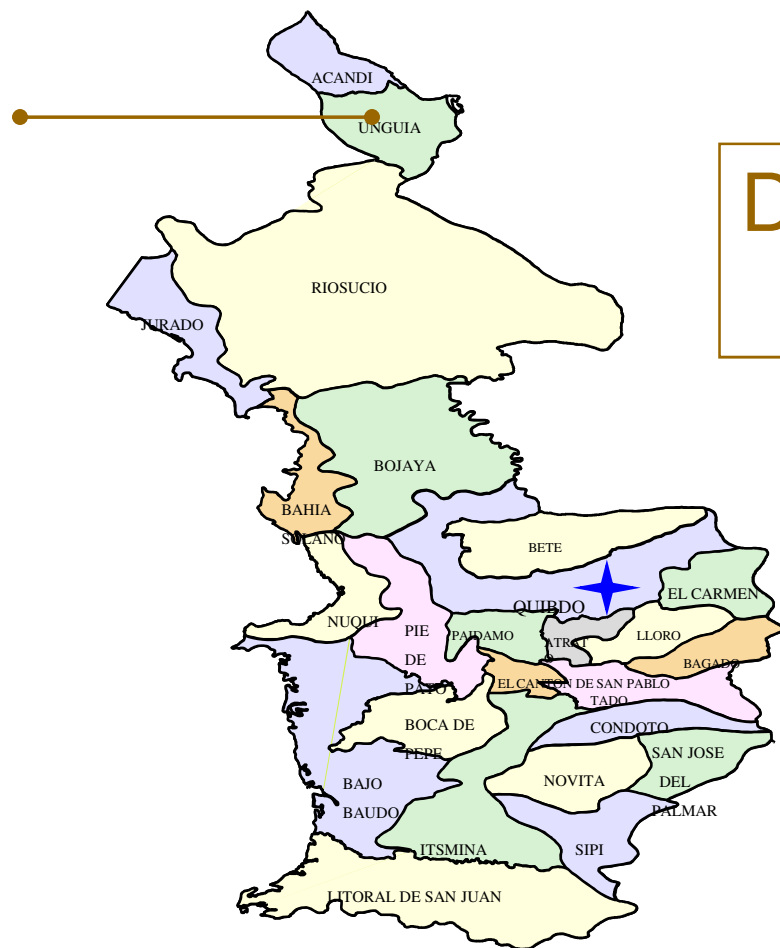 ACANDI
UNGUIA
D
RIOSUCIO
JURADO
BOJAYA
BAHIA
SOLANO
BETE
EL CARMEN
QUIBDO
NUQUI
PIE
DE
PATO
PAIDAMO
ATRAT
O
LLORO
BAGADO
EL CANTON DE SAN PABLO
TADO
BOCA DE
PEPE
CONDOTO
SAN JOSE
DEL
PALMAR
NOVITA
BAJO
BAUDO
ITSMINA
SIPI
LITORAL DE SAN JUAN